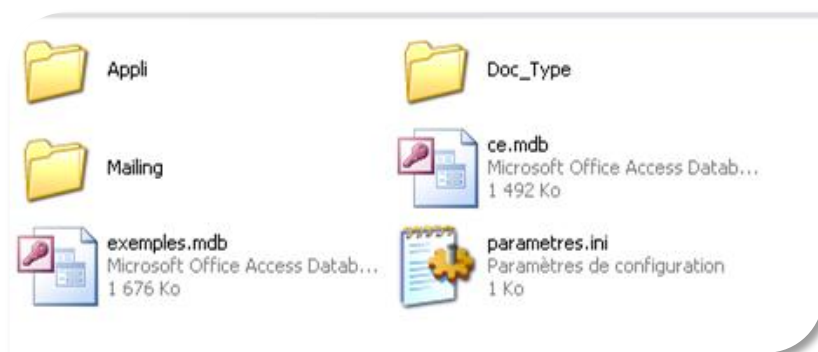 Appli
Doc_Type
Mailing
ce.mdb
Microsoft Office Access Datab...
1 492 Ko
exemples.mdb
Microsoft Office Access Datab...
1 676 Ko
parametres.ini
Paramètres de configuration
1 Ko